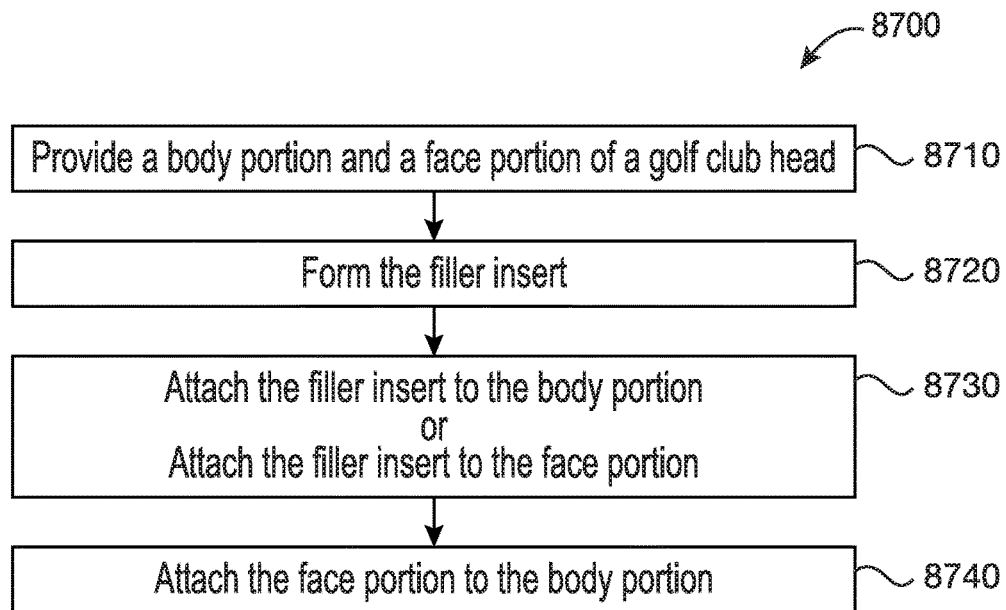 8700
Provide a body portion and a face portion of a golf club head
8710
Form the filler insert
8720
Attach the filler insert to the body portion
or
Attach the filler insert to the face portion
8730
Attach the face portion to the body portion
8740